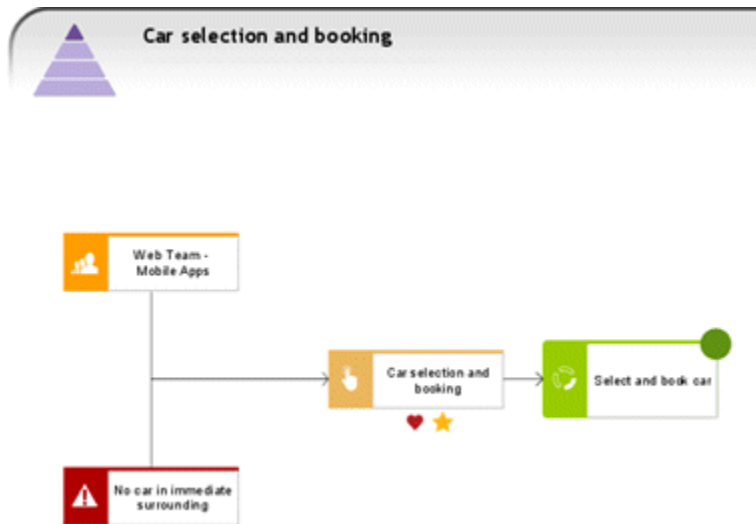 Car selection and booking
Web Team -
Mobile Apps
Car selection and
booking
Select and book car
No car in immediate
surrounding